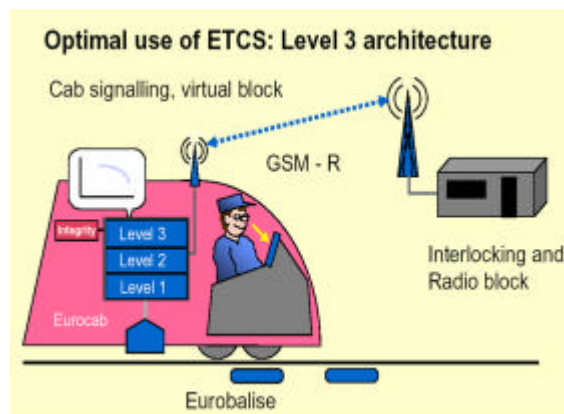 Optimal use of ETCS: Level 3 architecture
Cab signalling, virtual block
GSM - R
Integrity
Level 3
Level 2
Level 1
Interlocking and
Radio block
Eurocab
Eurobalise